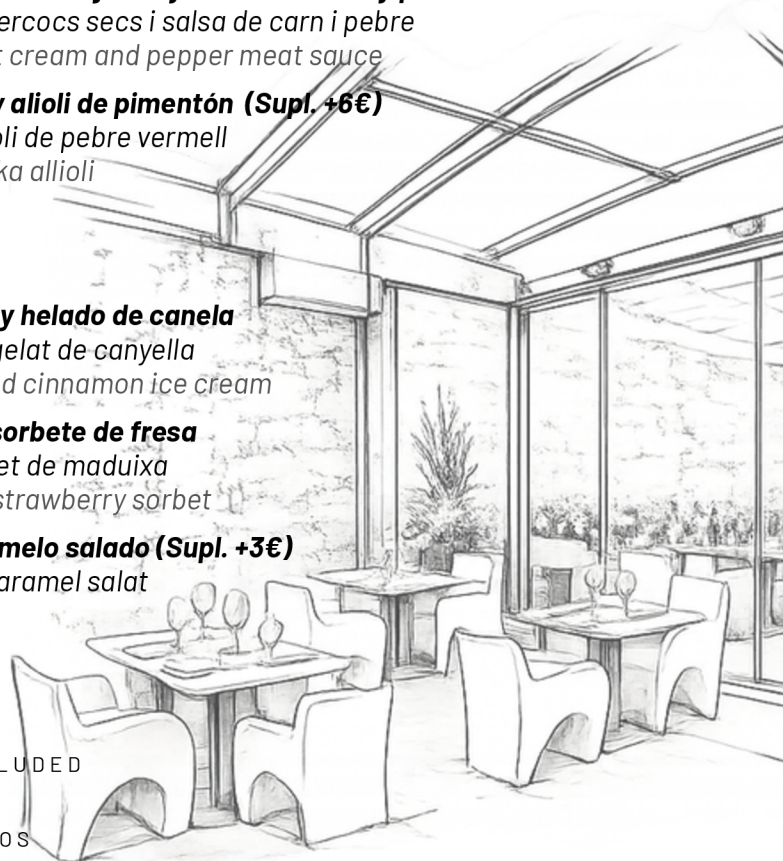 ercocs secs i salsa de carn i pebre
cream and pepper meat sauce
y alioli de pimentón (Supl. +6€)
oli de pebre vermell
ka allioli
y helado de canela
gelat de canyella
d cinnamon ice cream
sorbete de fresa
et de maduixa
strawberry sorbet
melo salado (Supl. +3€)
aramel salat
LUDED
OS